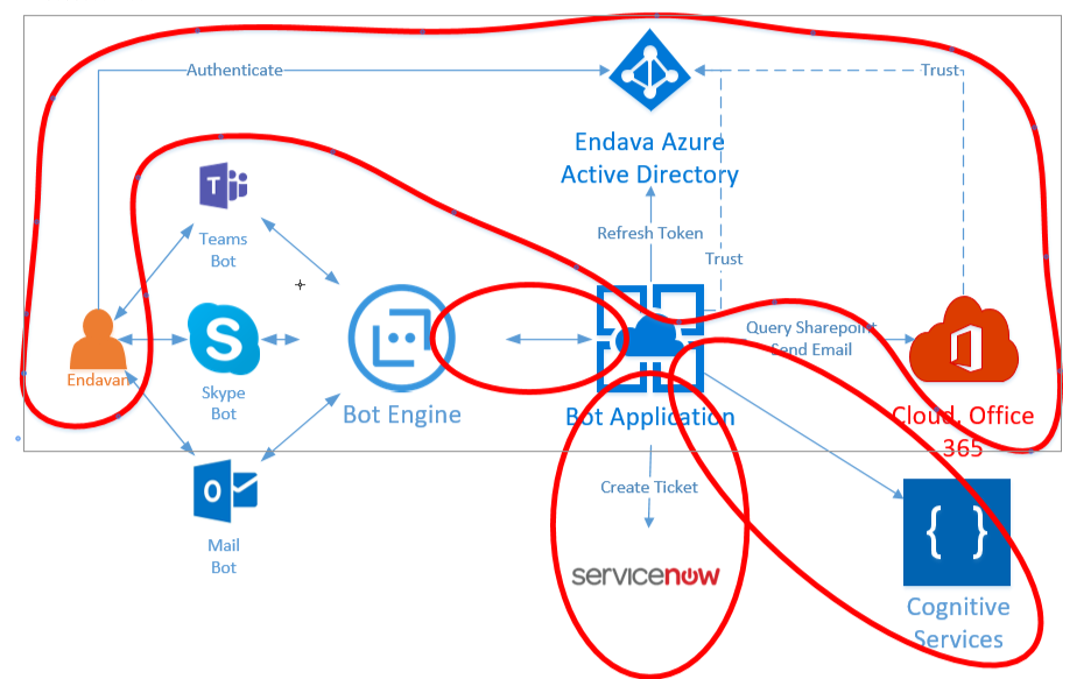 Authenticate
Trust
Endava Azure
Active Directory
T
Teams
Bot
Refresh Token
Trust
Query Sharepoint
Send Email
S
Endavan
Skype
Bot
Bot Engine
Bot Application
Cloud, Office
365
O
Create Ticket
{ }
Mail
Bot
servicenow
Cognitive
Services